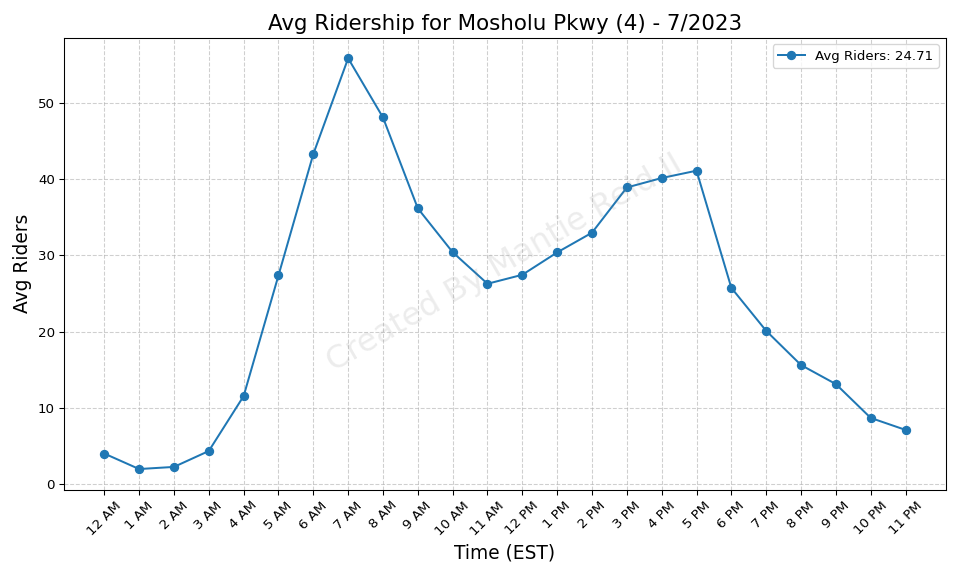 Avg Ridership for Mosholu Pkwy (4) - 7/2023
Avg Riders: 24.71
Avg Riders
50
40
30
20
10
0
Created By Mantie Reid II
12 AM
1 AM
2 AM
3 AM
4 AM
5 AM
6 AM
7 AM
8 AM
9 AM
10 AM
11 AM
12 PM
1 PM
2 PM
3 PM
4 PM
5 PM
6 PM
7 PM
8 PM
9 PM
10 PM
11 PM
Time (EST)